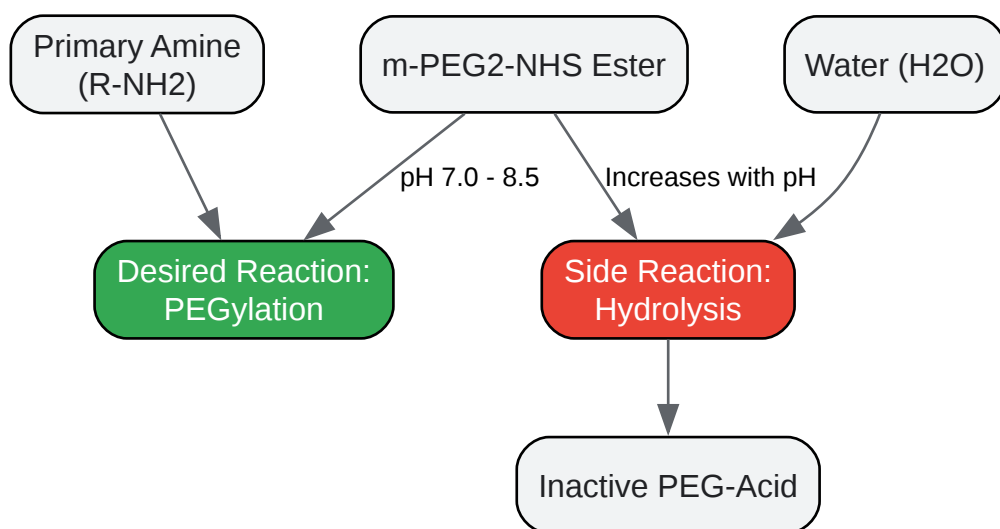 Primary Amine
(R-NH2)
m-PEG2-NHS Ester
Water (H2O)
pH 7.0 - 8.5
Increases with pH
Desired Reaction:
PEGylation
Side Reaction:
Hydrolysis
Inactive PEG-Acid